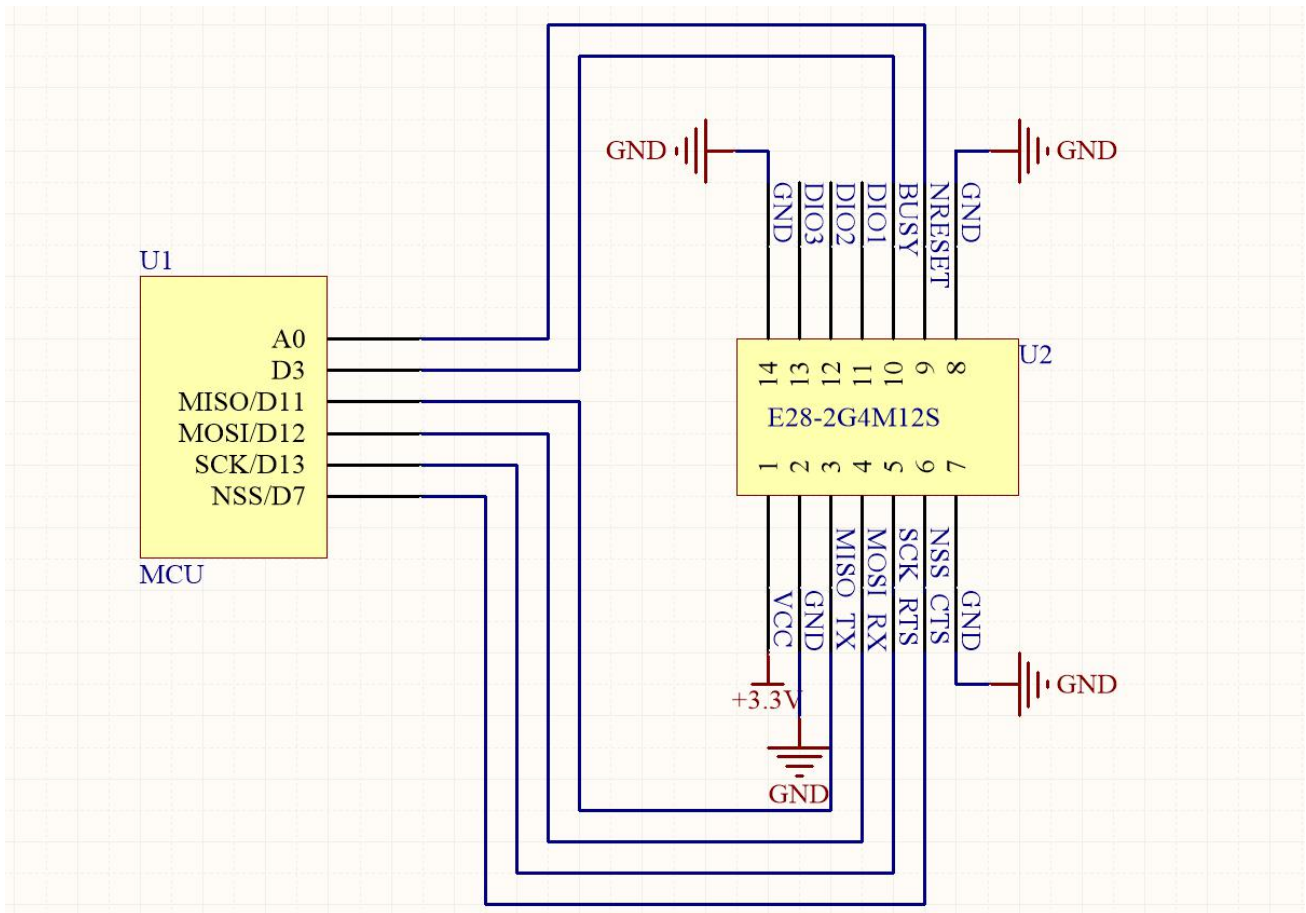 GND
GND
GND
DIO3
DIO2
DIO1
BUSY
NRESET
GND
U1
A0
D3
MISO/D11
MOSI/D12
SCK/D13
NSS/D7
MCU
U2
14
13
12
11
10
9
8
E28-2G4M12S
1
2
3
4
5
6
7
VCC
GND
MISO TX
MOSI RX
SCK RTS
NSS CTS
GND
+3.3V
GND
GND